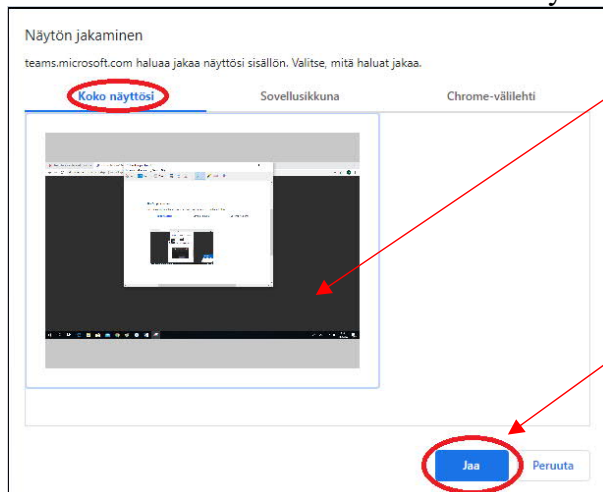 Näytön jakaminen
teams.microsoft.com haluaa jakaa näyttösi sisällön. Valitse, mitä haluat jakaa.
Koko näyttösi Sovellusikkuna Chrome-välilehti
Jaa Peruuta